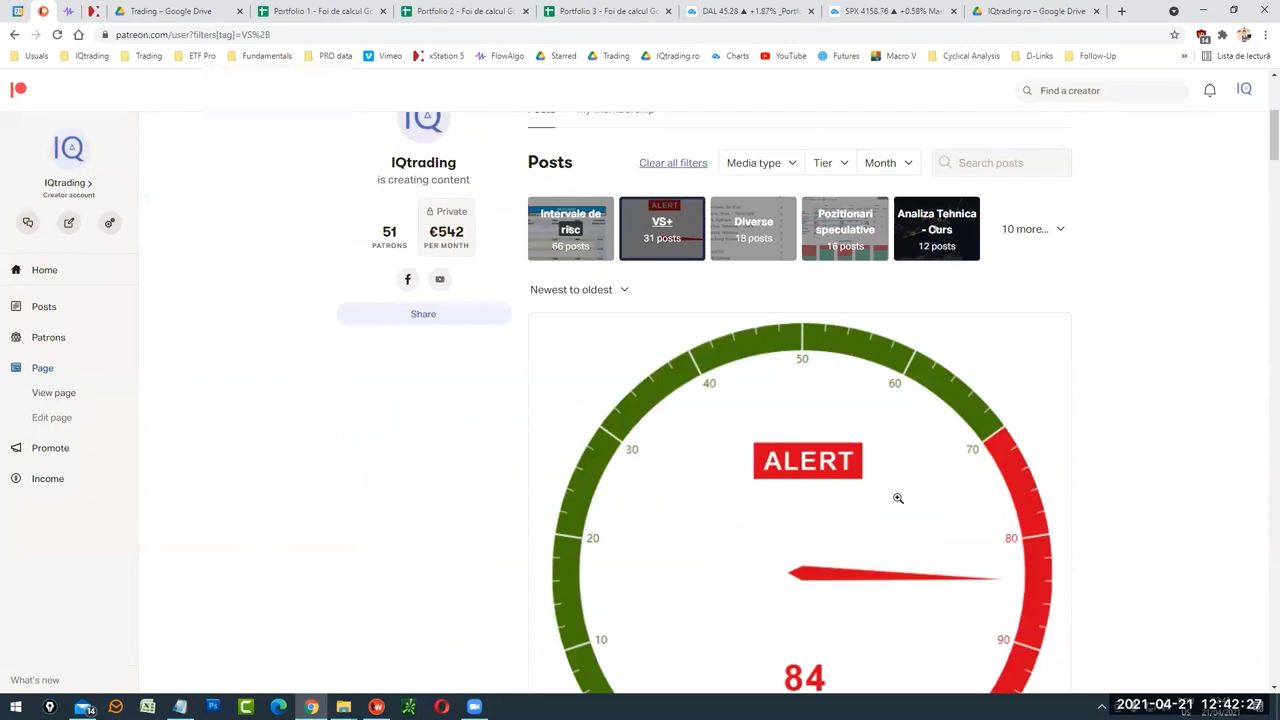 Trading – Google Drive
Portfolio 1 - Foi de calcul Go
Portfolio 2 - Foi de calcul Go
Portfolio 3 - Foi de calcul Go
DAL 45.28 ▲ +1.87% _Portfo
SPX 4158.76 ▲ +0.58% Mac
IQtrading.ro – Google Drive
patreon.com/user?filters[tag]=VS%2B
Usuals
IQtrading
Trading
ETF Pro
Fundamentals
PRO data
Vimeo
xStation 5
FlowAlgo
Starred
Trading
IQtrading.ro
Charts
YouTube
Futures
Macro V
Cyclical Analysis
D-Links
Follow-Up
»
Listă de lectură
Find a creator
IQ
IQ
IQtrading
Creator account
Home
Posts
Patrons
Page
View page
Edit page
Promote
Income
What's new
IQ
IQtrading
is creating content
51
PATRONS
Private
€542
PER MONTH
Share
Posts
Clear all filters
Media type
Tier
Month
Search posts
Intervale de
risc
66 posts
VS+
31 posts
Diverse
18 posts
Pozitionari
speculative
16 posts
Analiza Tehnica
- Curs
12 posts
10 more...
Newest to oldest
50
40
60
30
70
ALERT
20
80
10
90
84
14
2021-04-21 12:42:27